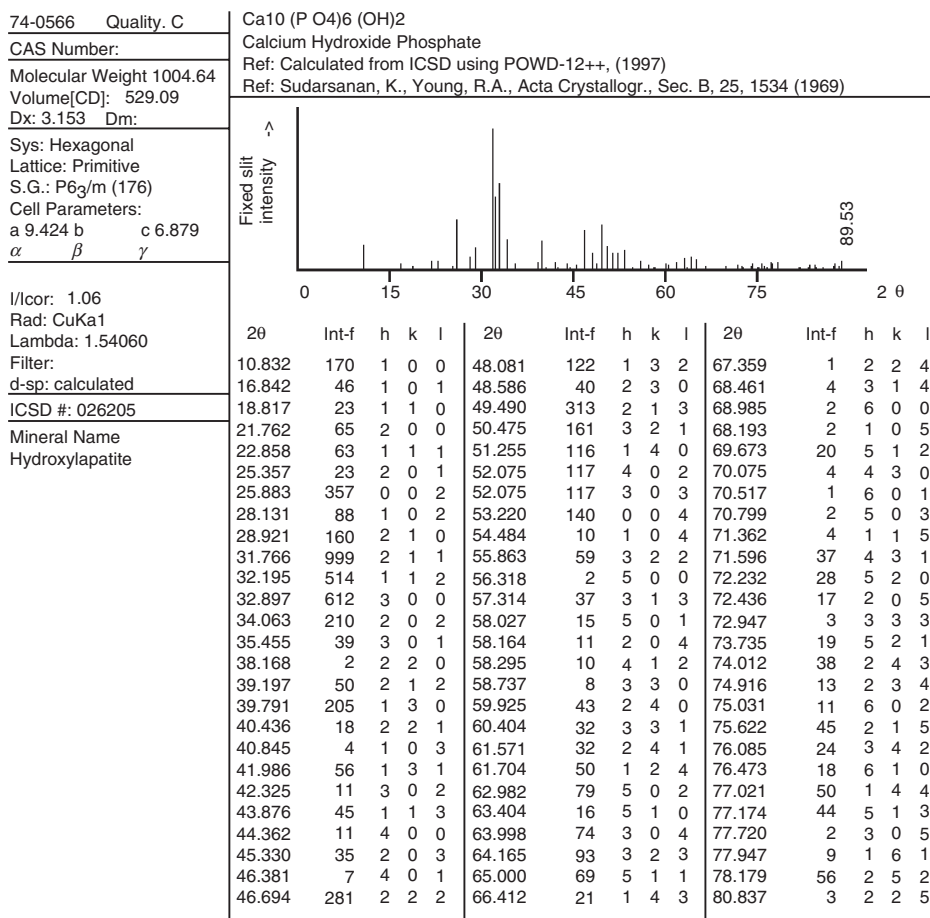 74-0566 Quality. C
CAS Number:
Molecular Weight 1004.64
Volume[CD]: 529.09
Dx: 3.153 Dm:
Sys: Hexagonal
Lattice: Primitive
S.G.: P63/m (176)
Cell Parameters:
a 9.424 b c 6.879
α β γ
I/Icor: 1.06
Rad: CuKa1
Lambda: 1.54060
Filter:
d-sp: calculated
ICSD #: 026205
Mineral Name
Hydroxylapatite
Ca10 (P O4)6 (OH)2
Calcium Hydroxide Phosphate
Ref: Calculated from ICSD using POWD-12++, (1997)
Ref: Sudarsanan, K., Young, R.A., Acta Crystallogr., Sec. B, 25, 1534 (1969)
Fixed slit
intensity ->
89.53
0 15 30 45 60 75 2 θ
2θ Int-f h k l 2θ Int-f h k l 2θ Int-f h k l
10.832 170 1 0 0 48.081 122 1 3 2 67.359 1 2 2 4
16.842 46 1 0 1 48.586 40 2 3 0 68.461 4 3 1 4
18.817 23 1 1 0 49.490 313 2 1 3 68.985 2 6 0 0
21.762 65 2 0 0 50.475 161 3 2 1 68.193 2 1 0 5
22.858 63 1 1 1 51.255 116 1 4 0 69.673 20 5 1 2
25.357 23 2 0 1 52.075 117 4 0 2 70.075 4 4 3 0
25.883 357 0 0 2 52.075 117 3 0 3 70.517 1 6 0 1
28.131 88 1 0 2 53.220 140 0 0 4 70.799 2 5 0 3
28.921 160 2 1 0 54.484 10 1 0 4 71.362 4 1 1 5
31.766 999 2 1 1 55.863 59 3 2 2 71.596 37 4 3 1
32.195 514 1 1 2 56.318 2 5 0 0 72.232 28 5 2 0
32.897 612 3 0 0 57.314 37 3 1 3 72.436 17 2 0 5
34.063 210 2 0 2 58.027 15 5 0 1 72.947 3 3 3 3
35.455 39 3 0 1 58.164 11 2 0 4 73.735 19 5 2 1
38.168 2 2 2 0 58.295 10 4 1 2 74.012 38 2 4 3
39.197 50 2 1 2 58.737 8 3 3 0 74.916 13 2 3 4
39.791 205 1 3 0 59.925 43 2 4 0 75.031 11 6 0 2
40.436 18 2 2 1 60.404 32 3 3 1 75.622 45 2 1 5
40.845 4 1 0 3 61.571 32 2 4 1 76.085 24 3 4 2
41.986 56 1 3 1 61.704 50 1 2 4 76.473 18 6 1 0
42.325 11 3 0 2 62.982 79 5 0 2 77.021 50 1 4 4
43.876 45 1 1 3 63.404 16 5 1 0 77.174 44 5 1 3
44.362 11 4 0 0 63.998 74 3 0 4 77.720 2 3 0 5
45.330 35 2 0 3 64.165 93 3 2 3 77.947 9 1 6 1
46.381 7 4 0 1 65.000 69 5 1 1 78.179 56 2 5 2
46.694 281 2 2 2 66.412 21 1 4 3 80.837 3 2 2 5